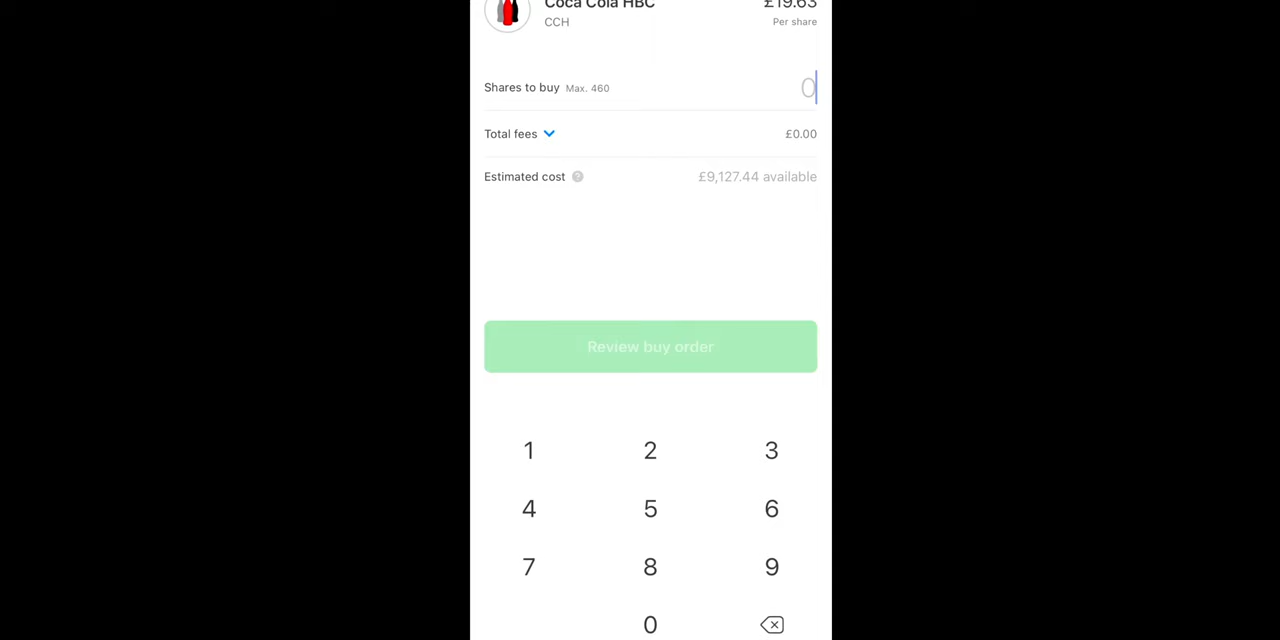 Coca Cola HBC £19.63
CCH Per share
Shares to buy Max. 460 0
Total fees £0.00
Estimated cost ? £9,127.44 available
Review buy order
1 2 3
4 5 6
7 8 9
0